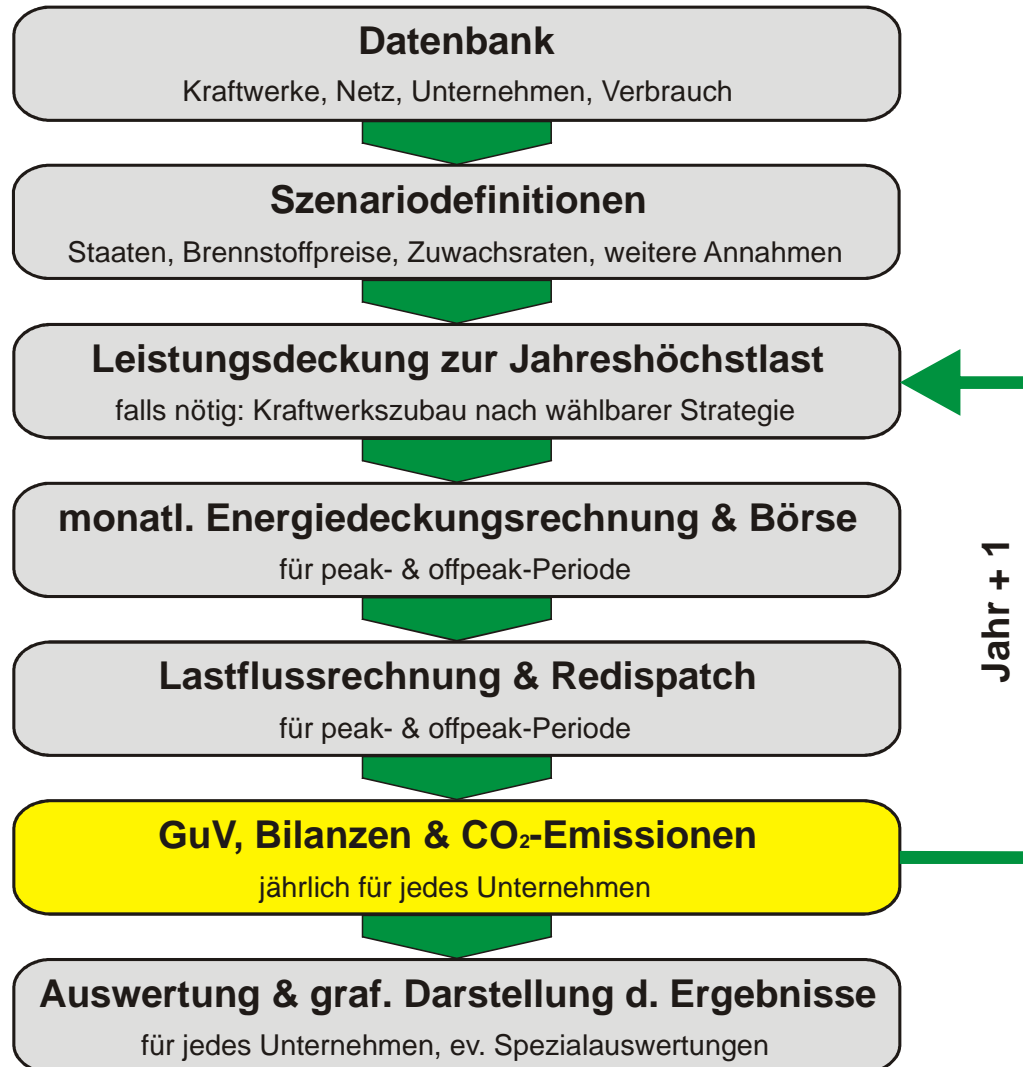 Datenbank
Kraftwerke, Netz, Unternehmen, Verbrauch
Szenariodefinitionen
Staaten, Brennstoffpreise, Zuwachsraten, weitere Annahmen
Leistungsdeckung zur Jahreshöchstlast
falls nötig: Kraftwerkszubau nach wählbarer Strategie
monatl. Energiedeckungsrechnung & Börse
für peak- & offpeak-Periode
Lastflussrechnung & Redispatch
für peak- & offpeak-Periode
GuV, Bilanzen & CO₂-Emissionen
jährlich für jedes Unternehmen
Auswertung & graf. Darstellung d. Ergebnisse
für jedes Unternehmen, ev. Spezialauswertungen
Jahr + 1